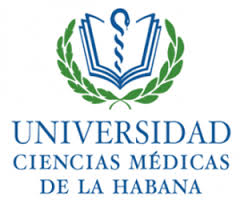 UNIVERSIDAD
CIENCIAS MÉDICAS
DE LA HABANA